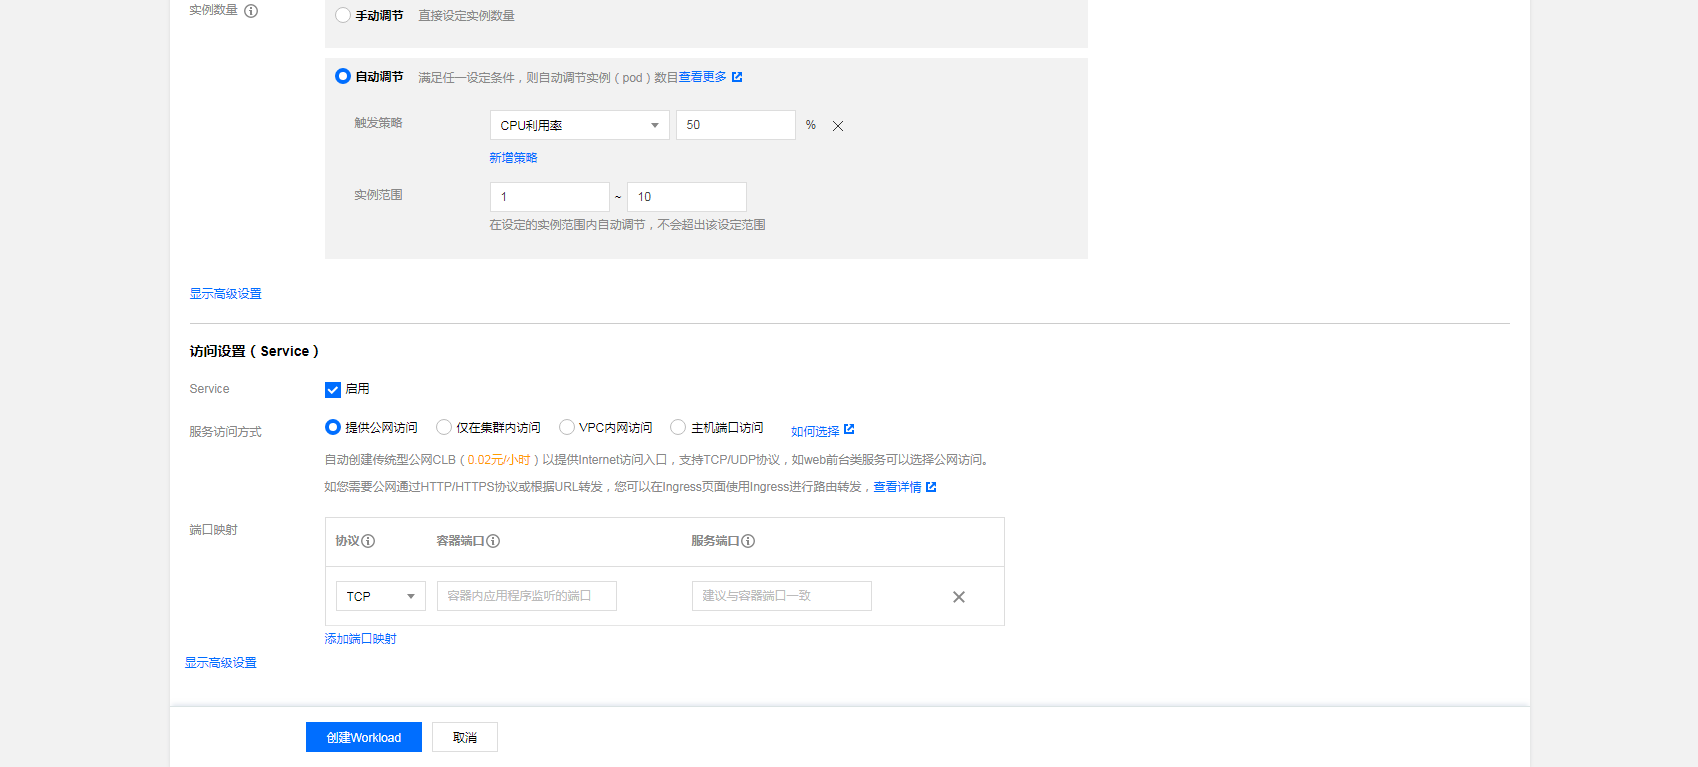 实例数量
手动调节 直接设定实例数量
自动调节 满足任一设定条件，则自动调节实例（pod）数目查看更多
触发策略 CPU利用率 50 %
新增策略
实例范围 1 ~ 10
在设定的实例范围内自动调节，不会超出该设定范围
显示高级设置
访问设置（Service）
Service 启用
服务访问方式 提供公网访问 仅在集群内访问 VPC内网访问 主机端口访问 如何选择
自动创建传统型公网CLB（0.02元/小时）以提供Internet访问入口，支持TCP/UDP协议，如web前台类服务可以选择公网访问。
如您需要公网通过HTTP/HTTPS协议或根据URL转发，您可以在Ingress页面使用Ingress进行路由转发，查看详情
端口映射 协议 容器端口 服务端口
TCP 容器内应用程序监听的端口 建议与容器端口一致
添加端口映射
显示高级设置
创建Workload 取消